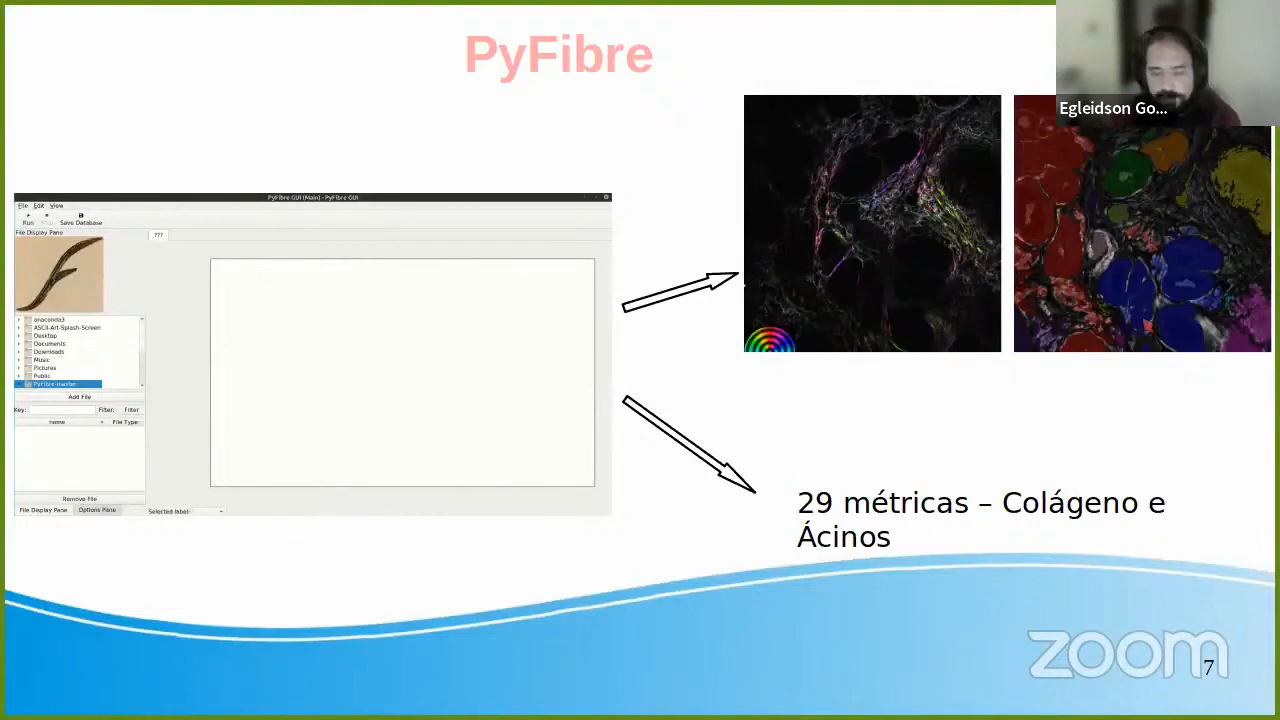 PyFibre
Egleidson Go...
PyFibre GUI (Main) - PyFibre GUI
File Edit View
Run Save Database
File Display Pane
???
anaconda3
ASCII-Art-Splash-Screen
Desktop
Documents
Downloads
Music
Pictures
Public
Add File
Key: Filter: Filter
name File Type
Remove File
File Display Pane Options Pane
Selected label:
29 métricas – Colágeno e
Ácinos
zoom
7